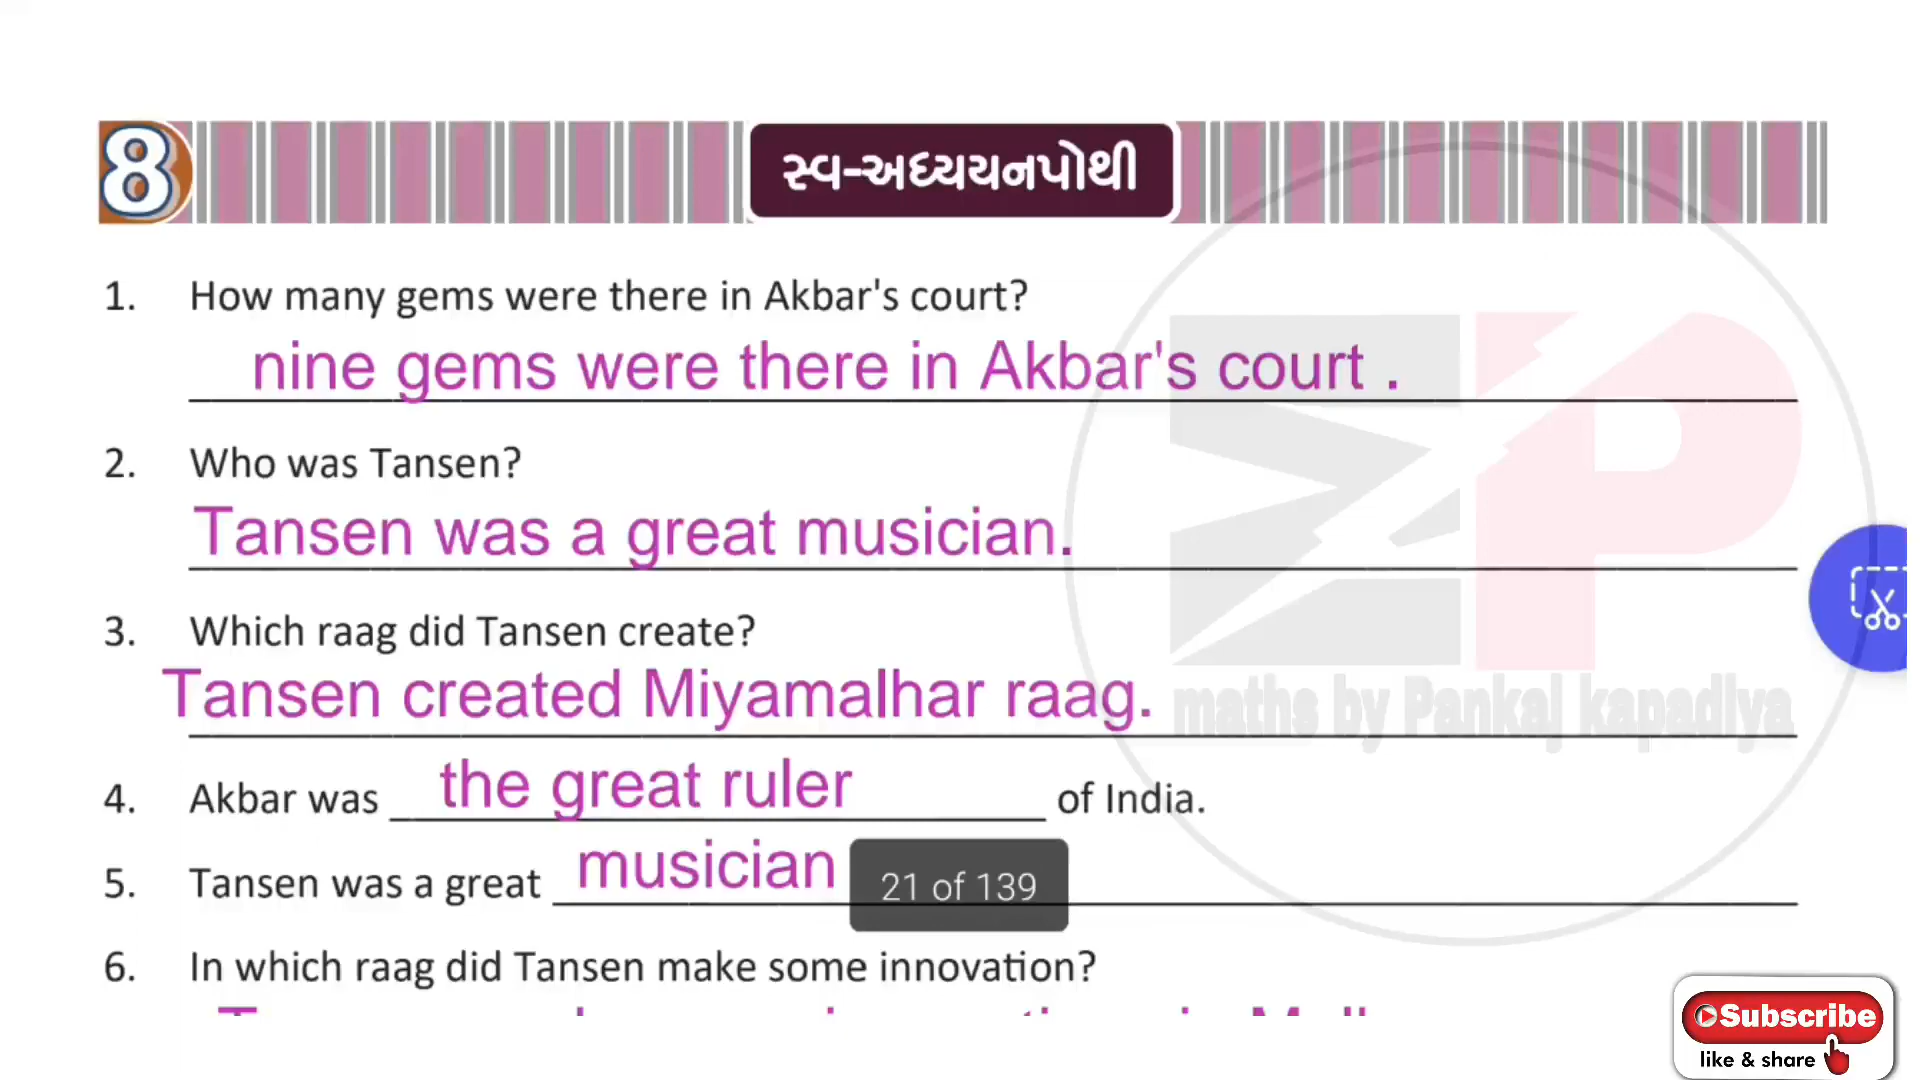 8
સ્વ-અધ્યયનપોથી
1. How many gems were there in Akbar's court?
nine gems were there in Akbar's court .
2. Who was Tansen?
Tansen was a great musician.
3. Which raag did Tansen create?
Tansen created Miyamalhar raag.
maths by Pankaj kapadiya
4. Akbar was the great ruler of India.
5. Tansen was a great musician
21 of 139
6. In which raag did Tansen make some innovation?
Subscribe
like & share